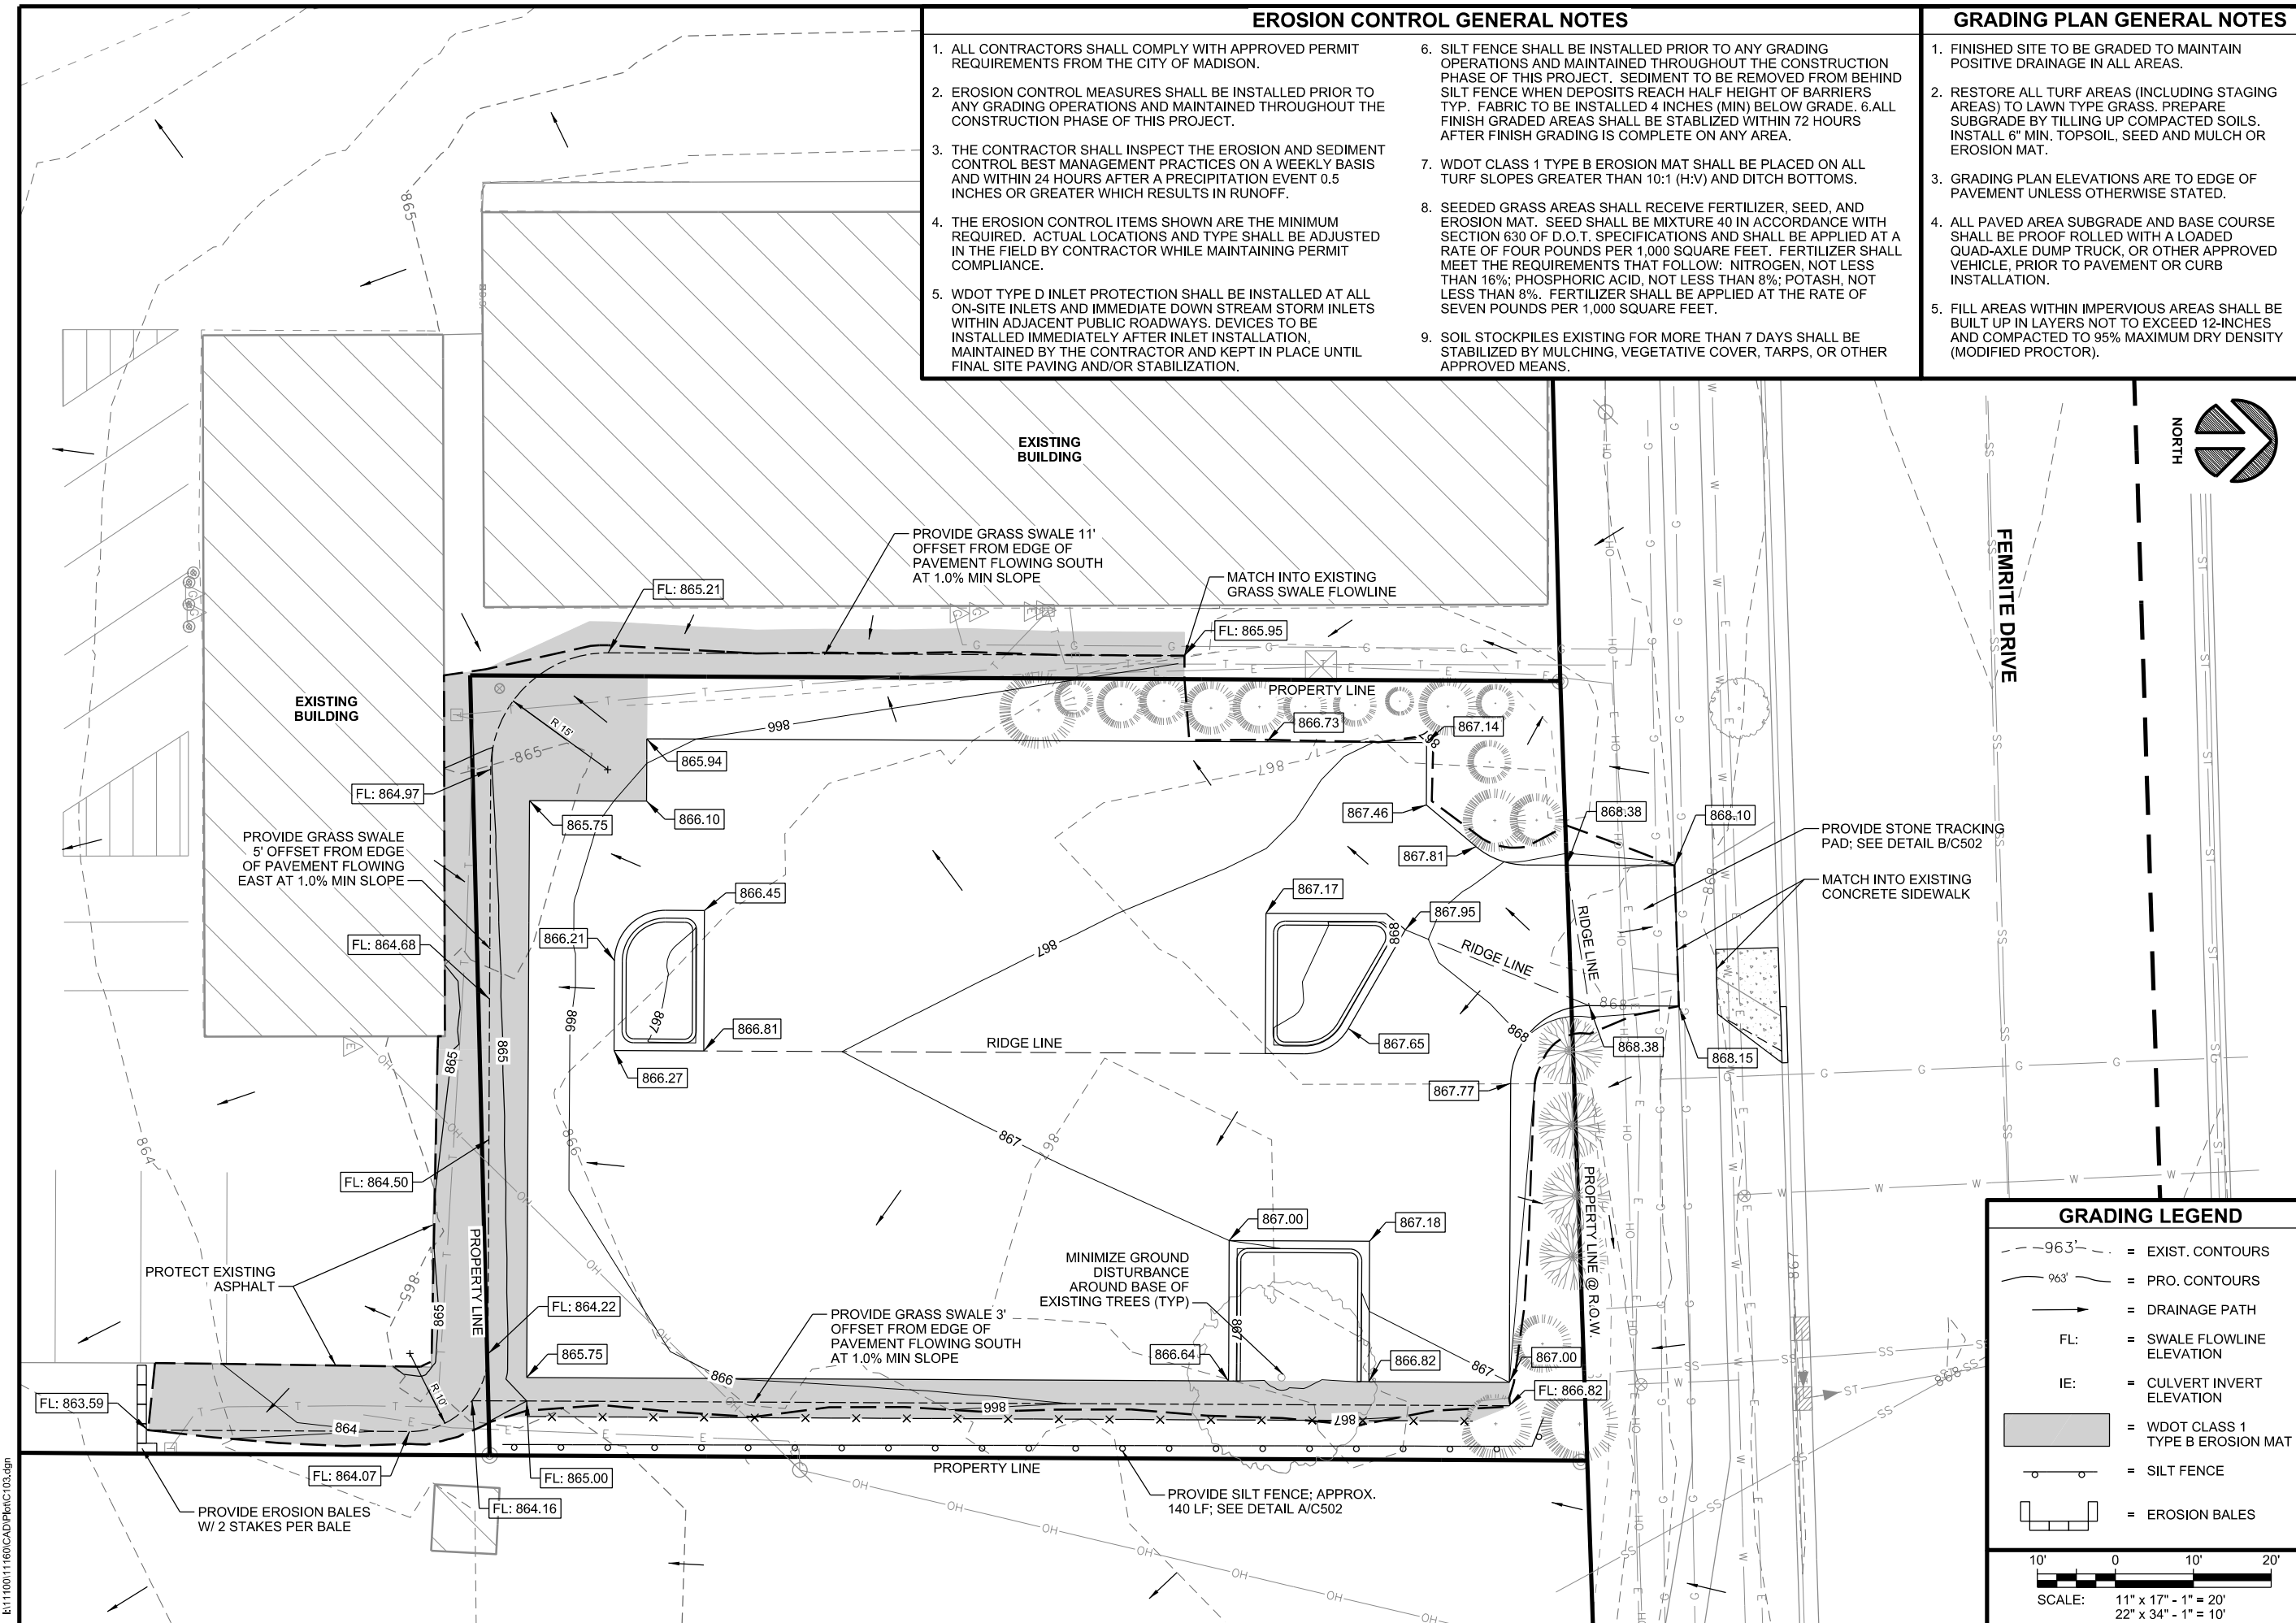 EROSION CONTROL GENERAL NOTES
1. ALL CONTRACTORS SHALL COMPLY WITH APPROVED PERMIT
REQUIREMENTS FROM THE CITY OF MADISON.
2. EROSION CONTROL MEASURES SHALL BE INSTALLED PRIOR TO
ANY GRADING OPERATIONS AND MAINTAINED THROUGHOUT THE
CONSTRUCTION PHASE OF THIS PROJECT.
3. THE CONTRACTOR SHALL INSPECT THE EROSION AND SEDIMENT
CONTROL BEST MANAGEMENT PRACTICES ON A WEEKLY BASIS
AND WITHIN 24 HOURS AFTER A PRECIPITATION EVENT 0.5
INCHES OR GREATER WHICH RESULTS IN RUNOFF.
4. THE EROSION CONTROL ITEMS SHOWN ARE THE MINIMUM
REQUIRED. ACTUAL LOCATIONS AND TYPE SHALL BE ADJUSTED
IN THE FIELD BY CONTRACTOR WHILE MAINTAINING PERMIT
COMPLIANCE.
5. WDOT TYPE D INLET PROTECTION SHALL BE INSTALLED AT ALL
ON-SITE INLETS AND IMMEDIATE DOWN STREAM STORM INLETS
WITHIN ADJACENT PUBLIC ROADWAYS. DEVICES TO BE
INSTALLED IMMEDIATELY AFTER INLET INSTALLATION,
MAINTAINED BY THE CONTRACTOR AND KEPT IN PLACE UNTIL
FINAL SITE PAVING AND/OR STABILIZATION.
6. SILT FENCE SHALL BE INSTALLED PRIOR TO ANY GRADING
OPERATIONS AND MAINTAINED THROUGHOUT THE CONSTRUCTION
PHASE OF THIS PROJECT. SEDIMENT TO BE REMOVED FROM BEHIND
SILT FENCE WHEN DEPOSITS REACH HALF HEIGHT OF BARRIERS
TYP. FABRIC TO BE INSTALLED 4 INCHES (MIN) BELOW GRADE. 6.ALL
FINISH GRADED AREAS SHALL BE STABLIZED WITHIN 72 HOURS
AFTER FINISH GRADING IS COMPLETE ON ANY AREA.
7. WDOT CLASS 1 TYPE B EROSION MAT SHALL BE PLACED ON ALL
TURF SLOPES GREATER THAN 10:1 (H:V) AND DITCH BOTTOMS.
8. SEEDED GRASS AREAS SHALL RECEIVE FERTILIZER, SEED, AND
EROSION MAT. SEED SHALL BE MIXTURE 40 IN ACCORDANCE WITH
SECTION 630 OF D.O.T. SPECIFICATIONS AND SHALL BE APPLIED AT A
RATE OF FOUR POUNDS PER 1,000 SQUARE FEET. FERTILIZER SHALL
MEET THE REQUIREMENTS THAT FOLLOW: NITROGEN, NOT LESS
THAN 16%; PHOSPHORIC ACID, NOT LESS THAN 8%; POTASH, NOT
LESS THAN 8%. FERTILIZER SHALL BE APPLIED AT THE RATE OF
SEVEN POUNDS PER 1,000 SQUARE FEET.
9. SOIL STOCKPILES EXISTING FOR MORE THAN 7 DAYS SHALL BE
STABILIZED BY MULCHING, VEGETATIVE COVER, TARPS, OR OTHER
APPROVED MEANS.
GRADING PLAN GENERAL NOTES
1. FINISHED SITE TO BE GRADED TO MAINTAIN
POSITIVE DRAINAGE IN ALL AREAS.
2. RESTORE ALL TURF AREAS (INCLUDING STAGING
AREAS) TO LAWN TYPE GRASS. PREPARE
SUBGRADE BY TILLING UP COMPACTED SOILS.
INSTALL 6" MIN. TOPSOIL, SEED AND MULCH OR
EROSION MAT.
3. GRADING PLAN ELEVATIONS ARE TO EDGE OF
PAVEMENT UNLESS OTHERWISE STATED.
4. ALL PAVED AREA SUBGRADE AND BASE COURSE
SHALL BE PROOF ROLLED WITH A LOADED
QUAD-AXLE DUMP TRUCK, OR OTHER APPROVED
VEHICLE, PRIOR TO PAVEMENT OR CURB
INSTALLATION.
5. FILL AREAS WITHIN IMPERVIOUS AREAS SHALL BE
BUILT UP IN LAYERS NOT TO EXCEED 12-INCHES
AND COMPACTED TO 95% MAXIMUM DRY DENSITY
(MODIFIED PROCTOR).
865
NORTH
EXISTING
BUILDING
FEMRITE DRIVE
PROVIDE GRASS SWALE 11'
OFFSET FROM EDGE OF
PAVEMENT FLOWING SOUTH
AT 1.0% MIN SLOPE
MATCH INTO EXISTING
GRASS SWALE FLOWLINE
FL: 865.21
FL: 865.95
EXISTING
BUILDING
PROPERTY LINE
R 15'
866
866.73
867.14
867
865
865.94
867
FL: 864.97
865.75
866.10
867.46
868.38
868.10
PROVIDE GRASS SWALE
5' OFFSET FROM EDGE
OF PAVEMENT FLOWING
EAST AT 1.0% MIN SLOPE
PROVIDE STONE TRACKING
PAD; SEE DETAIL B/C502
867.81
MATCH INTO EXISTING
CONCRETE SIDEWALK
868
866.45
867.17
867.95
868
866.21
FL: 864.68
867
RIDGE LINE
RIDGE LINE
868
866
867
866.81
RIDGE LINE
868
867.65
868.38
868.15
865
865
866.27
867.77
864
866
867
867
FL: 864.50
PROPERTY LINE
PROPERTY LINE @ R.O.W.
867.00
867.18
PROTECT EXISTING
ASPHALT
865
865
MINIMIZE GROUND
DISTURBANCE
AROUND BASE OF
EXISTING TREES (TYP)
867
867
FL: 864.22
PROVIDE GRASS SWALE 3'
OFFSET FROM EDGE OF
PAVEMENT FLOWING SOUTH
AT 1.0% MIN SLOPE
865.75
866.64
866.82
867
867.00
866
R 10'
868
FL: 866.82
FL: 863.59
864
866
867
PROPERTY LINE
FL: 864.07
FL: 865.00
FL: 864.16
PROVIDE EROSION BALES
W/ 2 STAKES PER BALE
PROVIDE SILT FENCE; APPROX.
140 LF; SEE DETAIL A/C502
GRADING LEGEND
963' = EXIST. CONTOURS
963' = PRO. CONTOURS
= DRAINAGE PATH
FL: = SWALE FLOWLINE
ELEVATION
IE: = CULVERT INVERT
ELEVATION
= WDOT CLASS 1
TYPE B EROSION MAT
= SILT FENCE
= EROSION BALES
10' 0 10' 20'
SCALE: 11" x 17" - 1" = 20'
22" x 34" - 1" = 10'